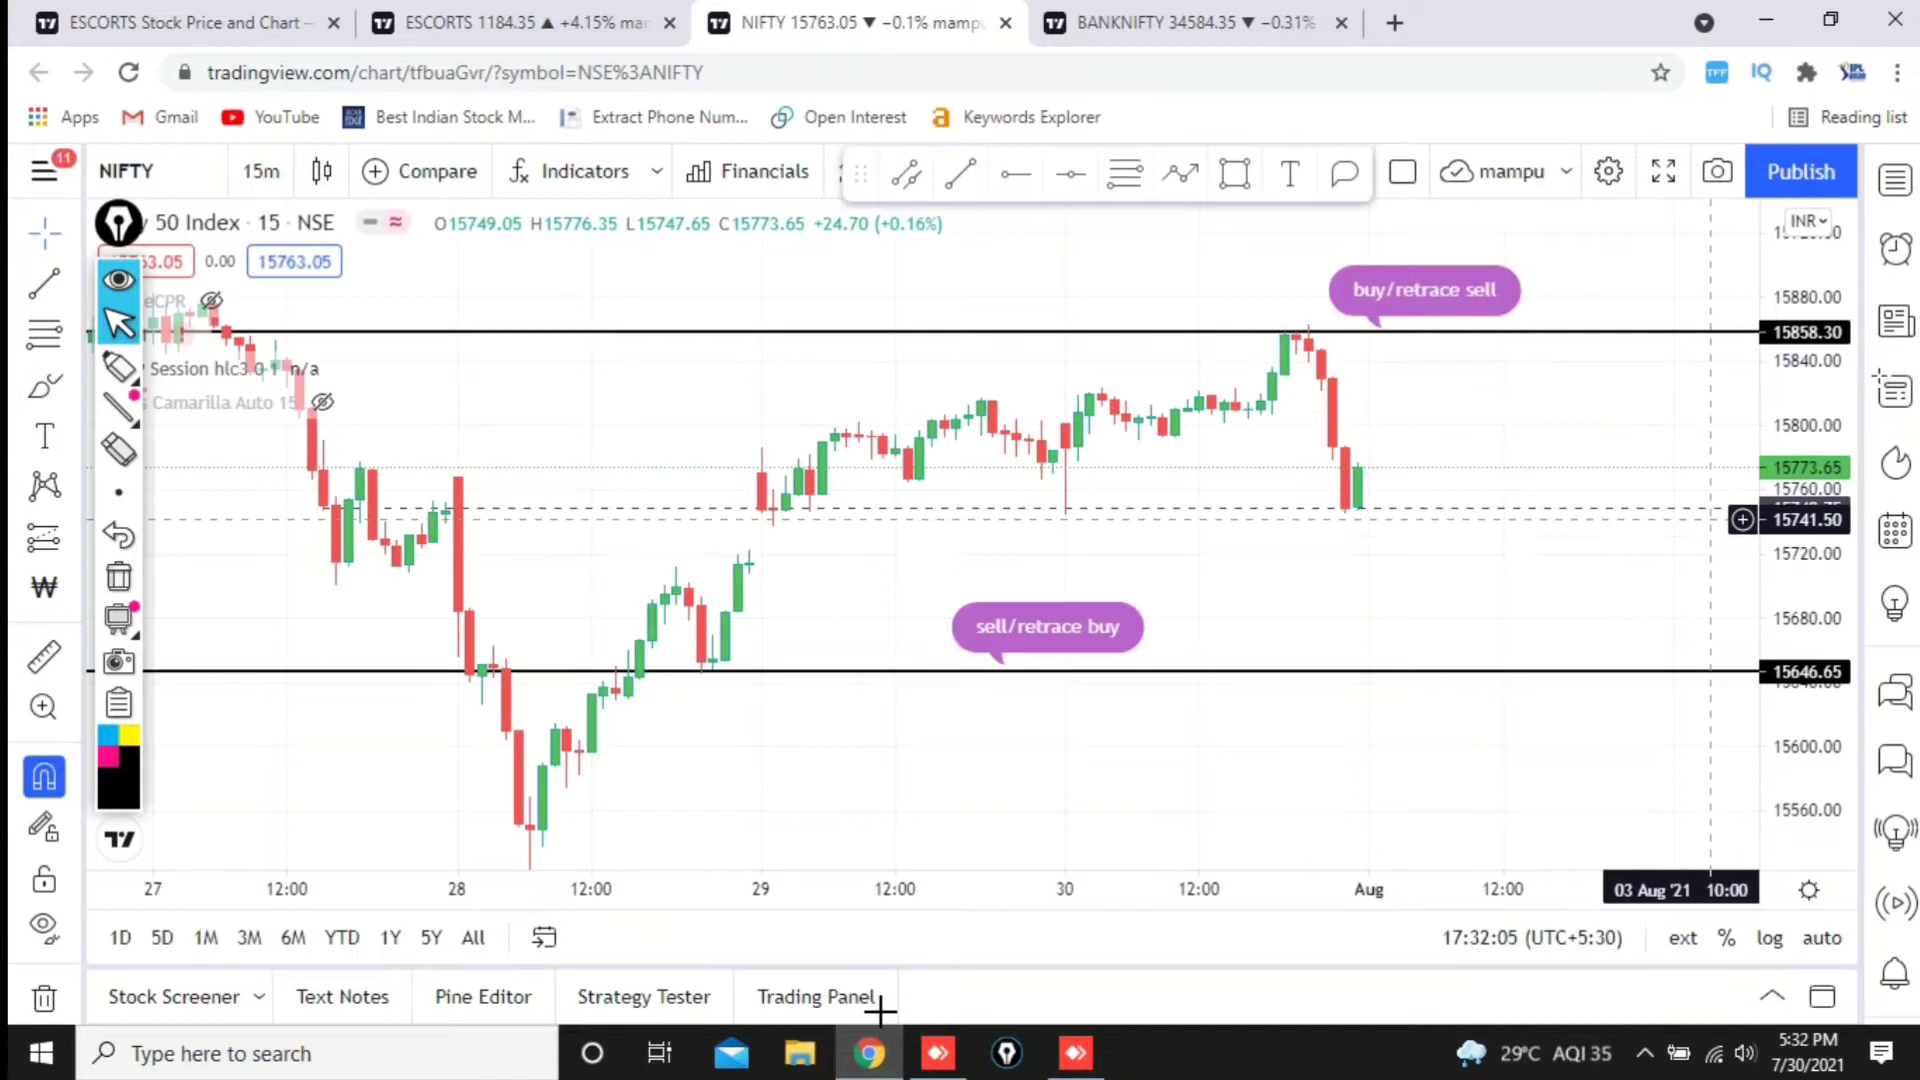 ESCORTS Stock Price and Chart —
ESCORTS 1184.35 ▲ +4.15% mar
NIFTY 15763.05 ▼ −0.1% mampu
BANKNIFTY 34584.35 ▼ −0.31%
tradingview.com/chart/tfbuaGvr/?symbol=NSE%3ANIFTY
TFF
IQ
IPL
Apps
Gmail
YouTube
Best Indian Stock M...
Extract Phone Num...
Open Interest
Keywords Explorer
Reading list
11
NIFTY
15m
Compare
Indicators
Financials
mampu
Publish
y 50 Index · 15 · NSE
O15749.05 H15776.35 L15747.65 C15773.65 +24.70 (+0.16%)
INR
63.05
0.00
15763.05
eCPR
Session hlc3 0 1 n/a
Camarilla Auto 15
buy/retrace sell
sell/retrace buy
15880.00
15858.30
15840.00
15800.00
15773.65
15760.00
15741.50
15720.00
15680.00
15646.65
15600.00
15560.00
27
12:00
28
12:00
29
12:00
30
12:00
Aug
12:00
03 Aug '21 10:00
1D
5D
1M
3M
6M
YTD
1Y
5Y
All
17:32:05 (UTC+5:30)
ext
%
log
auto
Stock Screener
Text Notes
Pine Editor
Strategy Tester
Trading Panel
Type here to search
29°C AQI 35
5:32 PM
7/30/2021